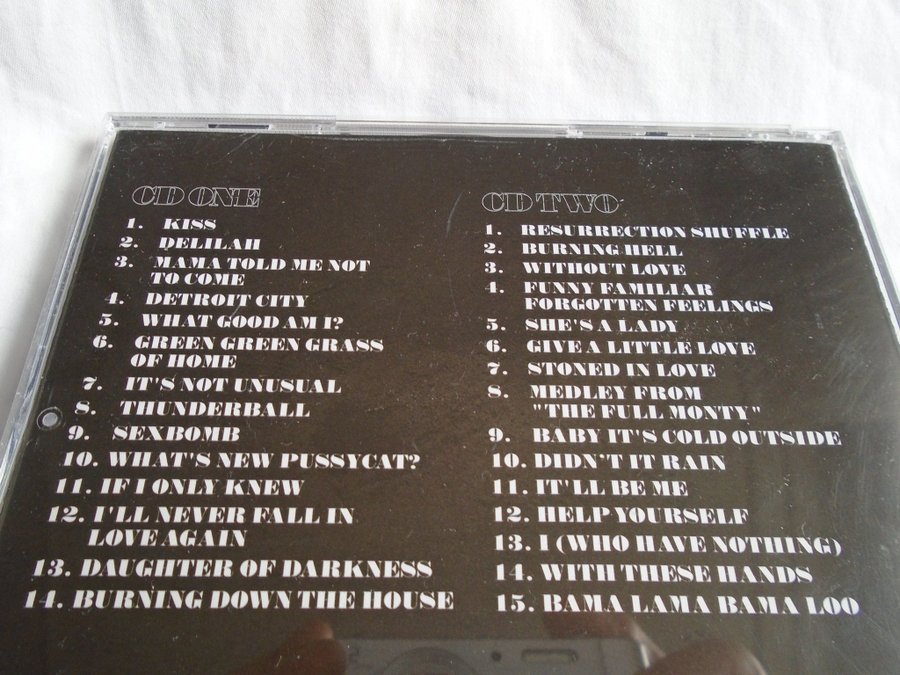 CD ONE
1. KISS
2. DELILAH
3. MAMA TOLD ME NOT
TO COME
4. DETROIT CITY
5. WHAT GOOD AM I?
6. GREEN GREEN GRASS
OF HOME
7. IT'S NOT UNUSUAL
8. THUNDERBALL
9. SEXBOMB
10. WHAT'S NEW PUSSYCAT?
11. IF I ONLY KNEW
12. I'LL NEVER FALL IN
LOVE AGAIN
13. DAUGHTER OF DARKNESS
14. BURNING DOWN THE HOUSE
CD TWO
1. RESURRECTION SHUFFLE
2. BURNING HELL
3. WITHOUT LOVE
4. FUNNY FAMILIAR
FORGOTTEN FEELINGS
5. SHE'S A LADY
6. GIVE A LITTLE LOVE
7. STONED IN LOVE
8. MEDLEY FROM
"THE FULL MONTY"
9. BABY IT'S COLD OUTSIDE
10. DIDN'T IT RAIN
11. IT'LL BE ME
12. HELP YOURSELF
13. I (WHO HAVE NOTHING)
14. WITH THESE HANDS
15. BAMA LAMA BAMA LOO